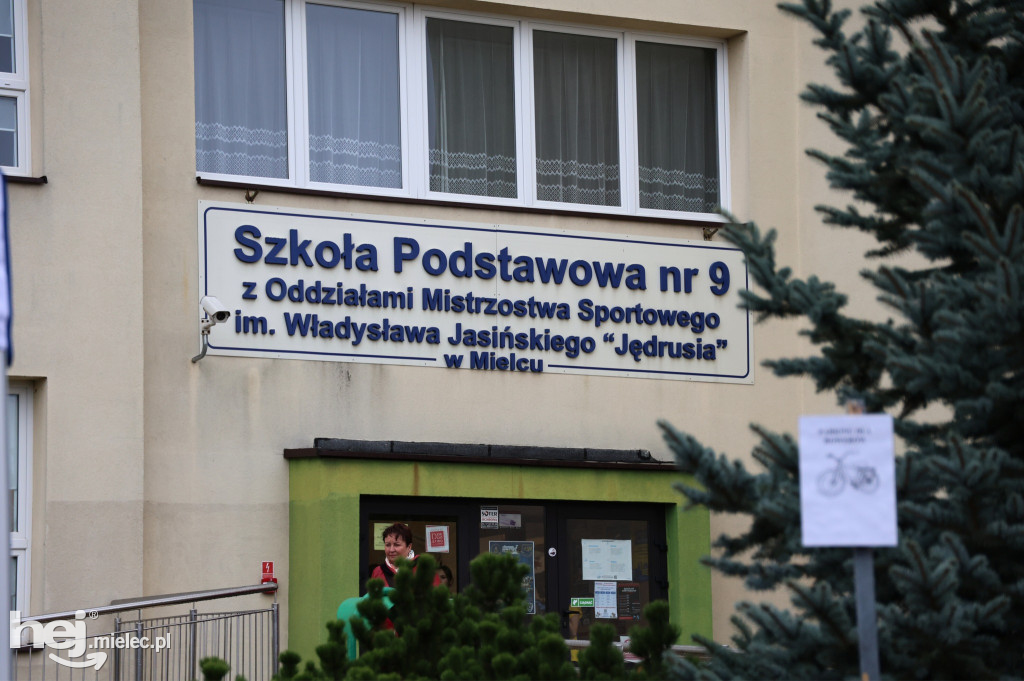 Szkoła Podstawowa nr 9
z Oddziałami Mistrzostwa Sportowego
im. Władysława Jasińskiego “Jędrusia”
w Mielcu
hej.mielec.pl